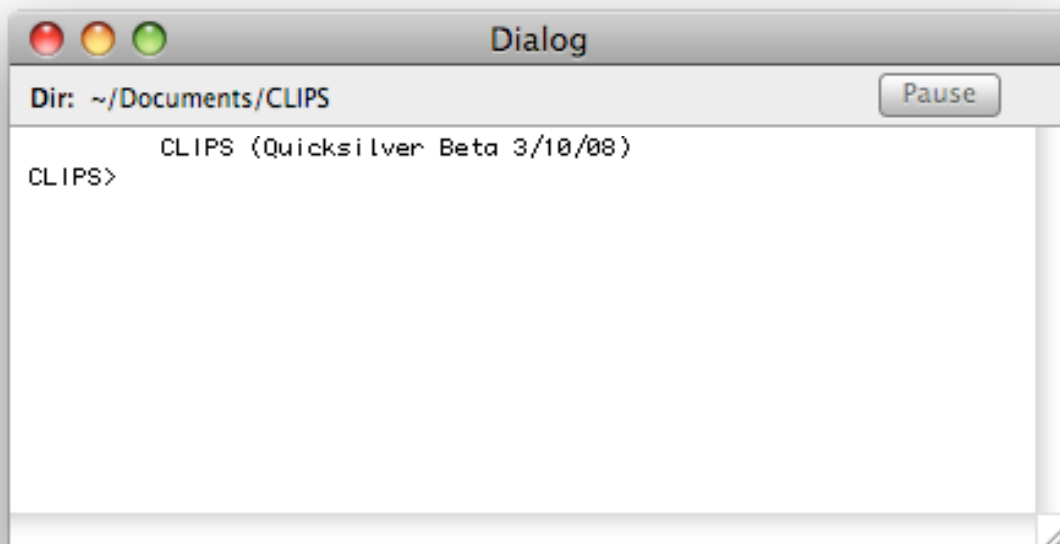 Dialog
Dir: ~/Documents/CLIPS
Pause
CLIPS (Quicksilver Beta 3/10/08)
CLIPS>